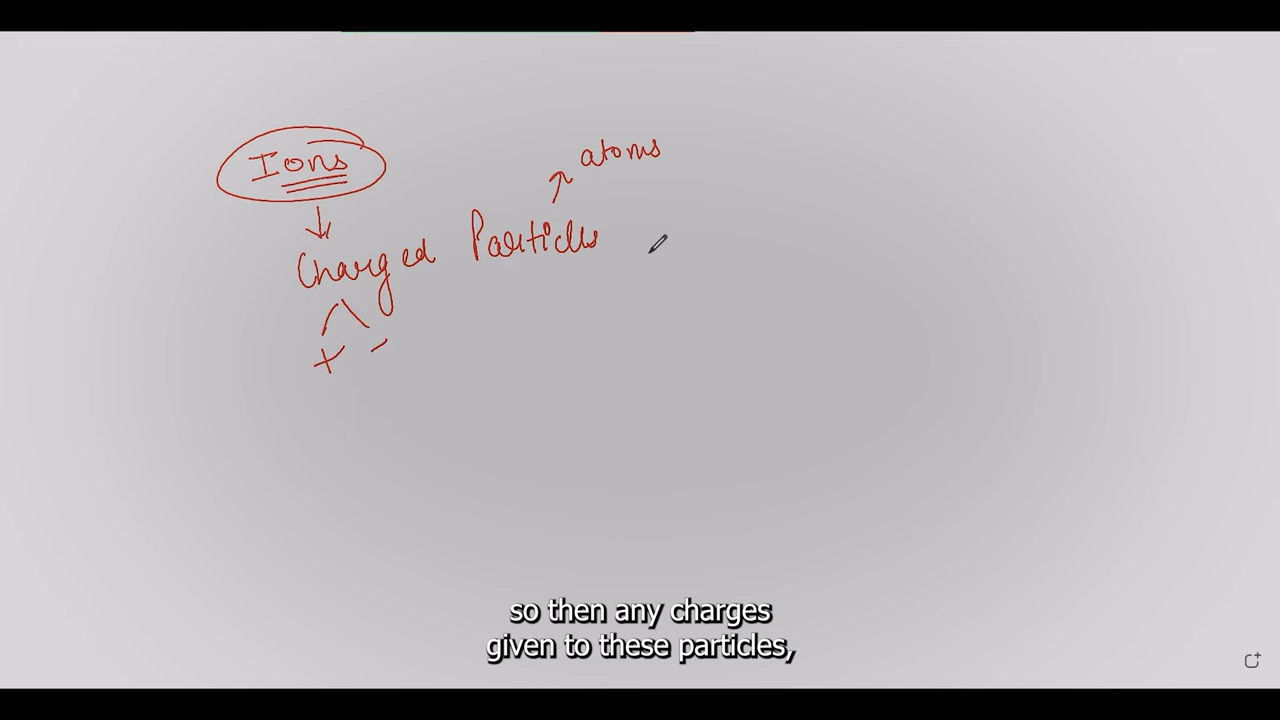 atoms
Ions
Charged Particles
+ -
so then any charges
given to these particles,